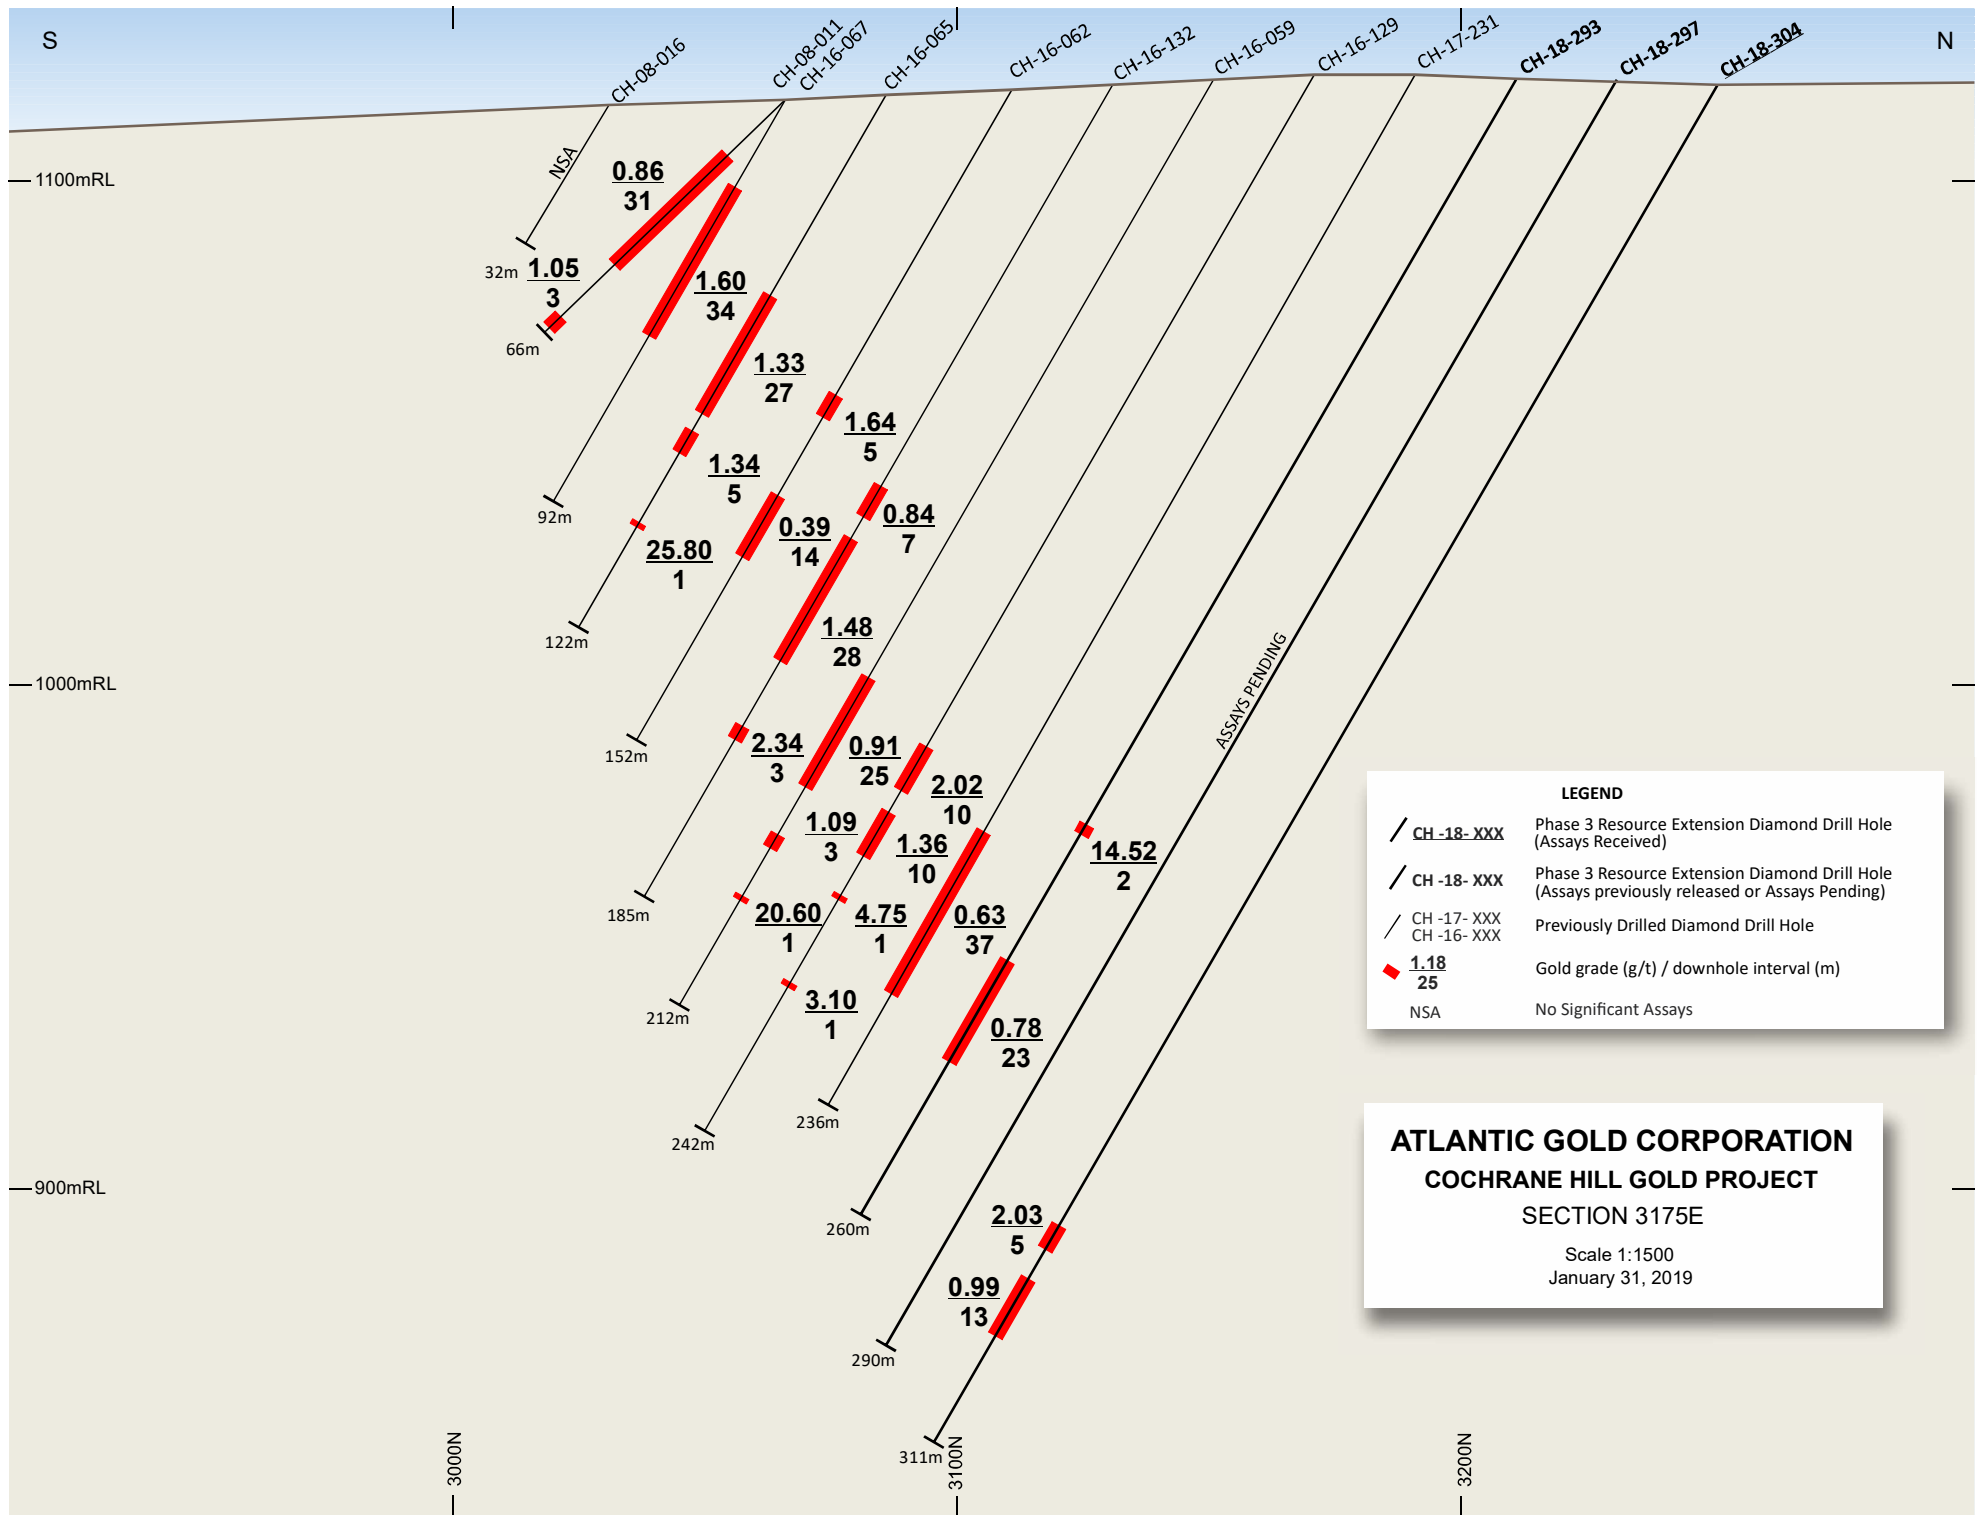 S
N
CH-08-016
CH-08-011
CH-16-067
CH-16-065
CH-16-062
CH-16-132
CH-16-059
CH-16-129
CH-17-231
CH-18-293
CH-18-297
CH-18-304
1100mRL
1000mRL
900mRL
NSA
0.86
31
32m
1.05
3
66m
1.60
34
1.33
27
1.64
5
1.34
5
92m
0.39
14
0.84
7
25.80
1
122m
1.48
28
ASSAYS PENDING
152m
2.34
3
0.91
25
2.02
10
1.09
3
1.36
10
14.52
2
185m
20.60
1
4.75
1
0.63
37
212m
3.10
1
0.78
23
242m
236m
260m
2.03
5
0.99
13
290m
311m
3000N
3100N
3200N
LEGEND
CH -18- XXX
Phase 3 Resource Extension Diamond Drill Hole
(Assays Received)
CH -18- XXX
Phase 3 Resource Extension Diamond Drill Hole
(Assays previously released or Assays Pending)
CH -17- XXX
CH -16- XXX
Previously Drilled Diamond Drill Hole
1.18
25
Gold grade (g/t) / downhole interval (m)
NSA
No Significant Assays
ATLANTIC GOLD CORPORATION
COCHRANE HILL GOLD PROJECT
SECTION 3175E
Scale 1:1500
January 31, 2019